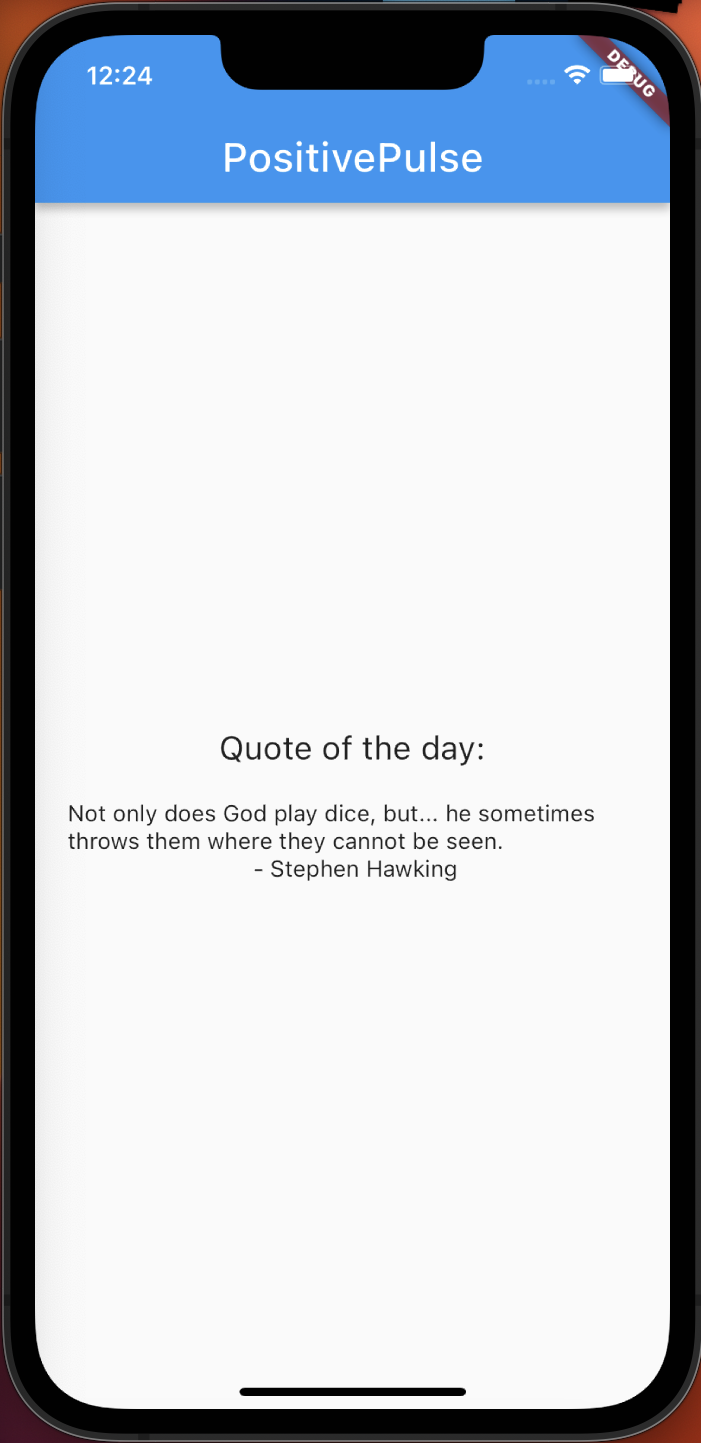 12:24
DEBUG
PositivePulse
Quote of the day:
Not only does God play dice, but... he sometimes
throws them where they cannot be seen.
- Stephen Hawking